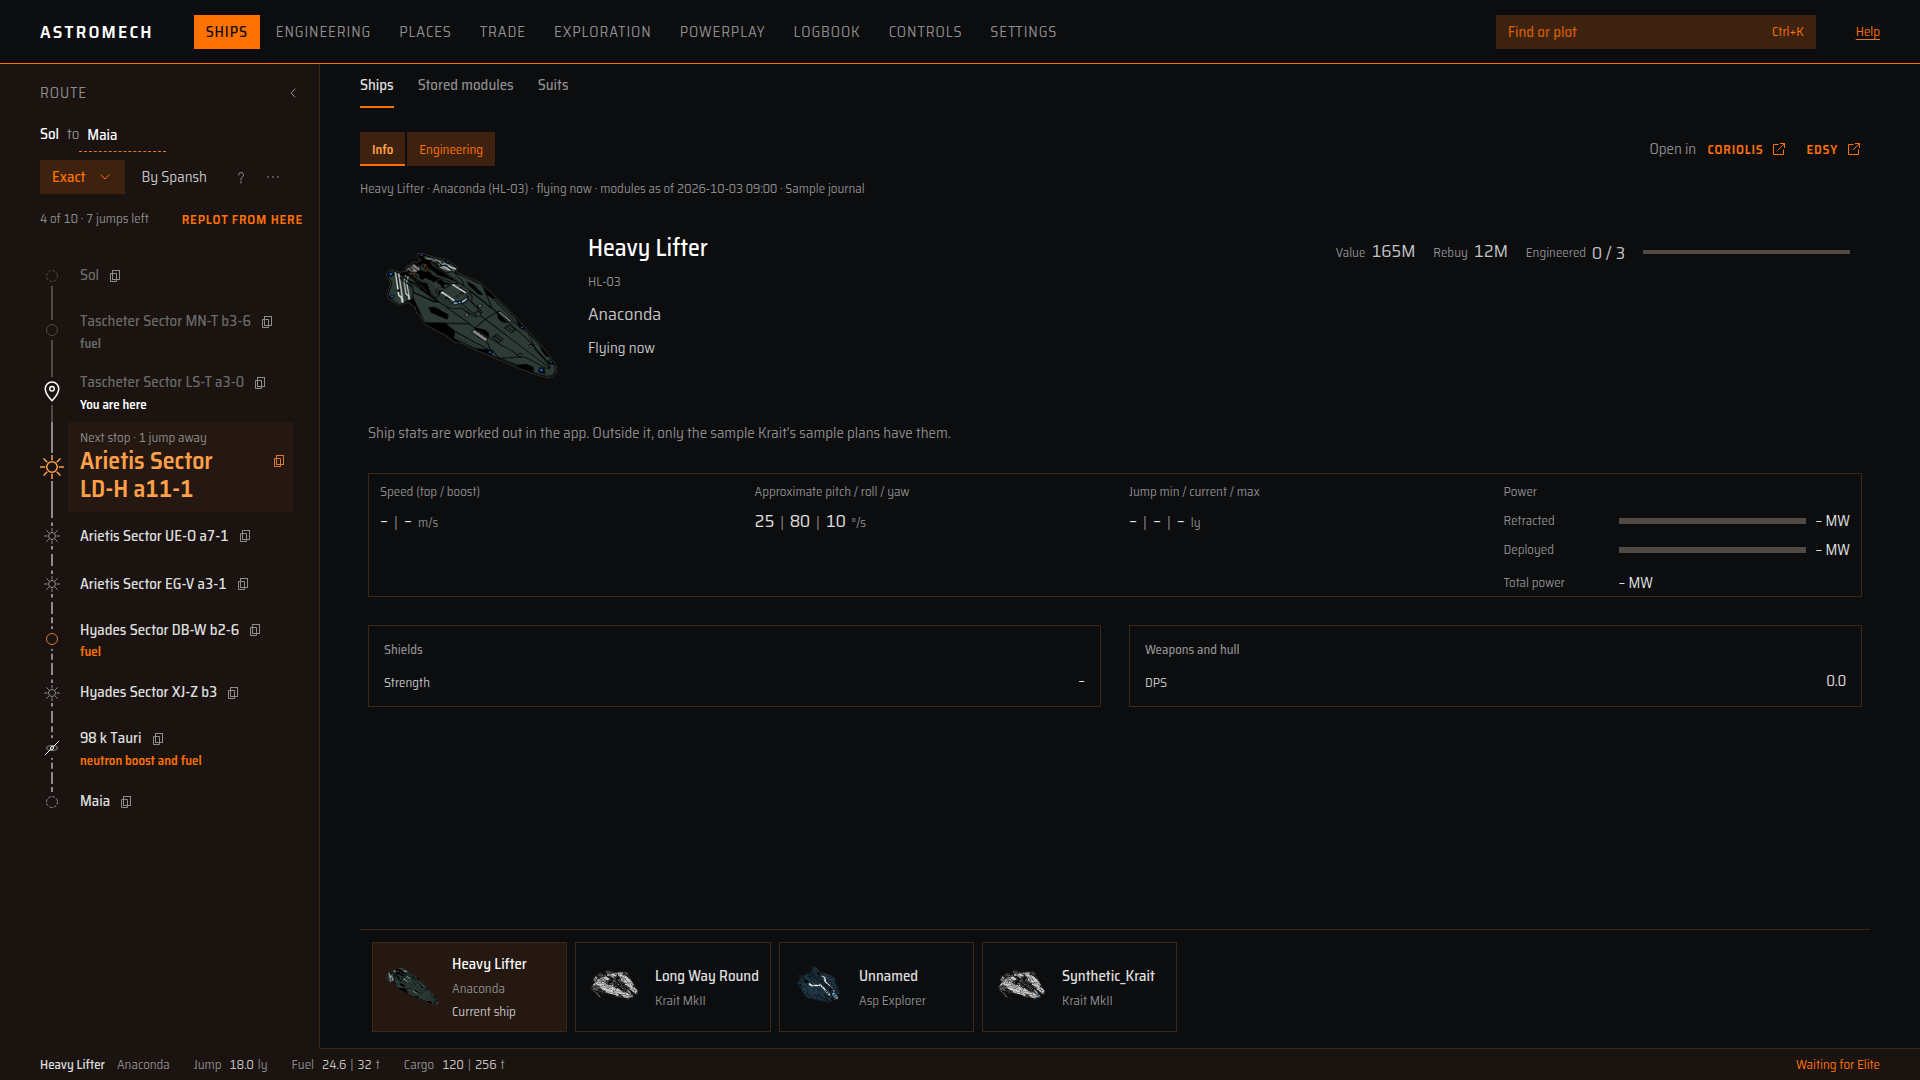 ASTROMECH
SHIPS ENGINEERING PLACES TRADE EXPLORATION POWERPLAY LOGBOOK CONTROLS SETTINGS
Find or plot Ctrl+K
Help
ROUTE
Sol to Maia
Exact By Spansh ? ...
4 of 10 · 7 jumps left REPLOT FROM HERE
Sol
Tascheter Sector MN-T b3-6
fuel
Tascheter Sector LS-T a3-0
You are here
Next stop · 1 jump away
Arietis Sector
LD-H a11-1
Arietis Sector UE-O a7-1
Arietis Sector EG-V a3-1
Hyades Sector DB-W b2-6
fuel
Hyades Sector XJ-Z b3
98 k Tauri
neutron boost and fuel
Maia
Ships Stored modules Suits
Info Engineering
Open in CORIOLIS EDSY
Heavy Lifter · Anaconda (HL-03) · flying now · modules as of 2026-10-03 09:00 · Sample journal
Heavy Lifter
HL-03
Anaconda
Flying now
Value 165M Rebuy 12M Engineered 0 / 3
Ship stats are worked out in the app. Outside it, only the sample Krait's sample plans have them.
Speed (top / boost)
– | – m/s
Approximate pitch / roll / yaw
25 | 80 | 10 °/s
Jump min / current / max
– | – | – ly
Power
Retracted – MW
Deployed – MW
Total power – MW
Shields
Strength –
Weapons and hull
DPS 0.0
Heavy Lifter
Anaconda
Current ship
Long Way Round
Krait MkII
Unnamed
Asp Explorer
Synthetic_Krait
Krait MkII
Heavy Lifter Anaconda Jump 18.0 ly Fuel 24.6 | 32 t Cargo 120 | 256 t
Waiting for Elite